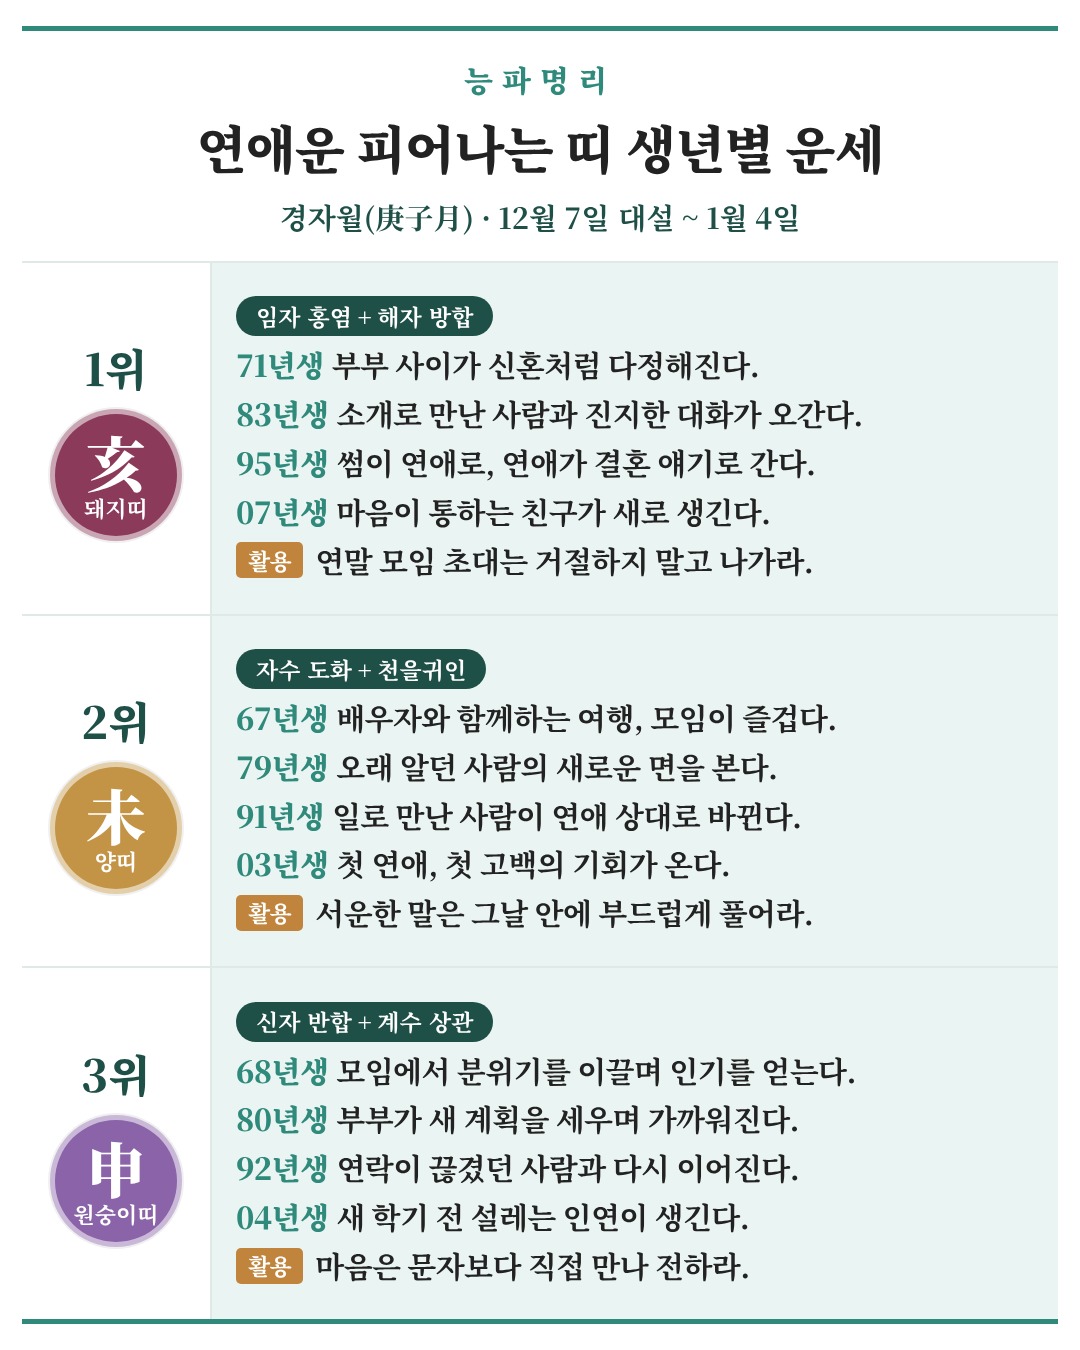 능파명리
연애운 피어나는 띠 생년별 운세
경자월(庚子月) · 12월 7일 대설 ~ 1월 4일
1위
亥
돼지띠
임자 홍염 + 해자 방합
71년생 부부 사이가 신혼처럼 다정해진다.
83년생 소개로 만난 사람과 진지한 대화가 오간다.
95년생 썸이 연애로, 연애가 결혼 얘기로 간다.
07년생 마음이 통하는 친구가 새로 생긴다.
활용 연말 모임 초대는 거절하지 말고 나가라.
2위
未
양띠
자수 도화 + 천을귀인
67년생 배우자와 함께하는 여행, 모임이 즐겁다.
79년생 오래 알던 사람의 새로운 면을 본다.
91년생 일로 만난 사람이 연애 상대로 바뀐다.
03년생 첫 연애, 첫 고백의 기회가 온다.
활용 서운한 말은 그날 안에 부드럽게 풀어라.
3위
申
원숭이띠
신자 반합 + 계수 상관
68년생 모임에서 분위기를 이끌며 인기를 얻는다.
80년생 부부가 새 계획을 세우며 가까워진다.
92년생 연락이 끊겼던 사람과 다시 이어진다.
04년생 새 학기 전 설레는 인연이 생긴다.
활용 마음은 문자보다 직접 만나 전하라.